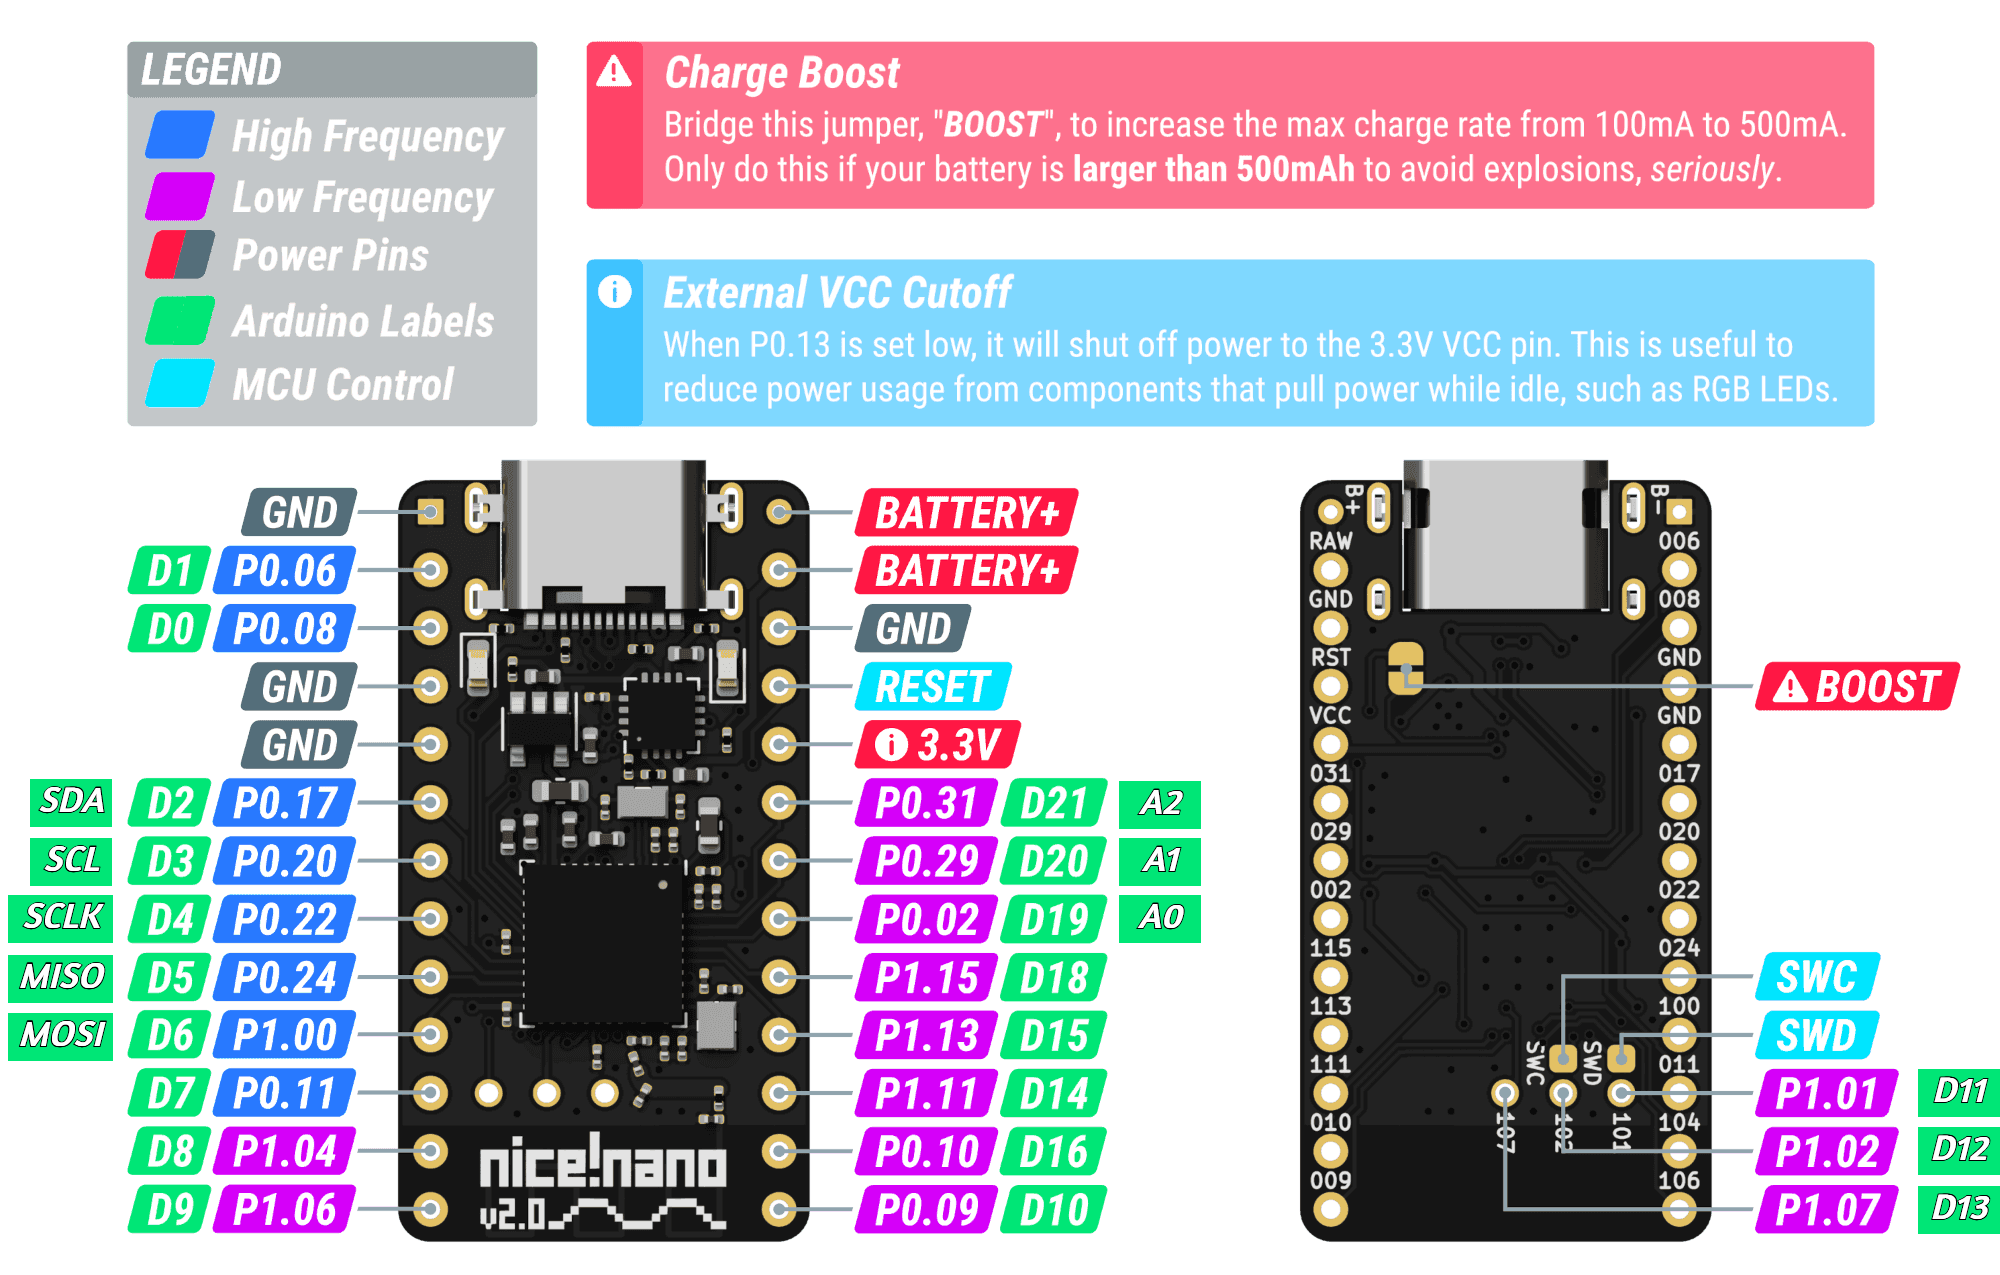 LEGEND
High Frequency
Low Frequency
Power Pins
Arduino Labels
MCU Control
Charge Boost
Bridge this jumper, "BOOST", to increase the max charge rate from 100mA to 500mA.
Only do this if your battery is larger than 500mAh to avoid explosions, seriously.
External VCC Cutoff
When P0.13 is set low, it will shut off power to the 3.3V VCC pin. This is useful to
reduce power usage from components that pull power while idle, such as RGB LEDs.
GND
D1 P0.06
D0 P0.08
GND
GND
SDA D2 P0.17
SCL D3 P0.20
SCLK D4 P0.22
MISO D5 P0.24
MOSI D6 P1.00
D7 P0.11
D8 P1.04
D9 P1.06
nice!nano
v2.0
BATTERY+
BATTERY+
GND
RESET
3.3V
P0.31 D21 A2
P0.29 D20 A1
P0.02 D19 A0
P1.15 D18
P1.13 D15
P1.11 D14
P0.10 D16
P0.09 D10
B+
RAW
GND
RST
VCC
031
029
002
115
113
111
010
009
B-
006
008
GND
GND
017
020
022
024
100
011
104
106
SWC
SWD
107
102
101
BOOST
SWC
SWD
P1.01 D11
P1.02 D12
P1.07 D13